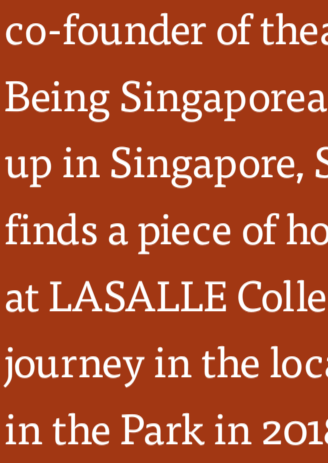 co-founder of thea
Being Singaporea
up in Singapore, S
finds a piece of ho
at LASALLE Colle
journey in the loca
in the Park in 2018